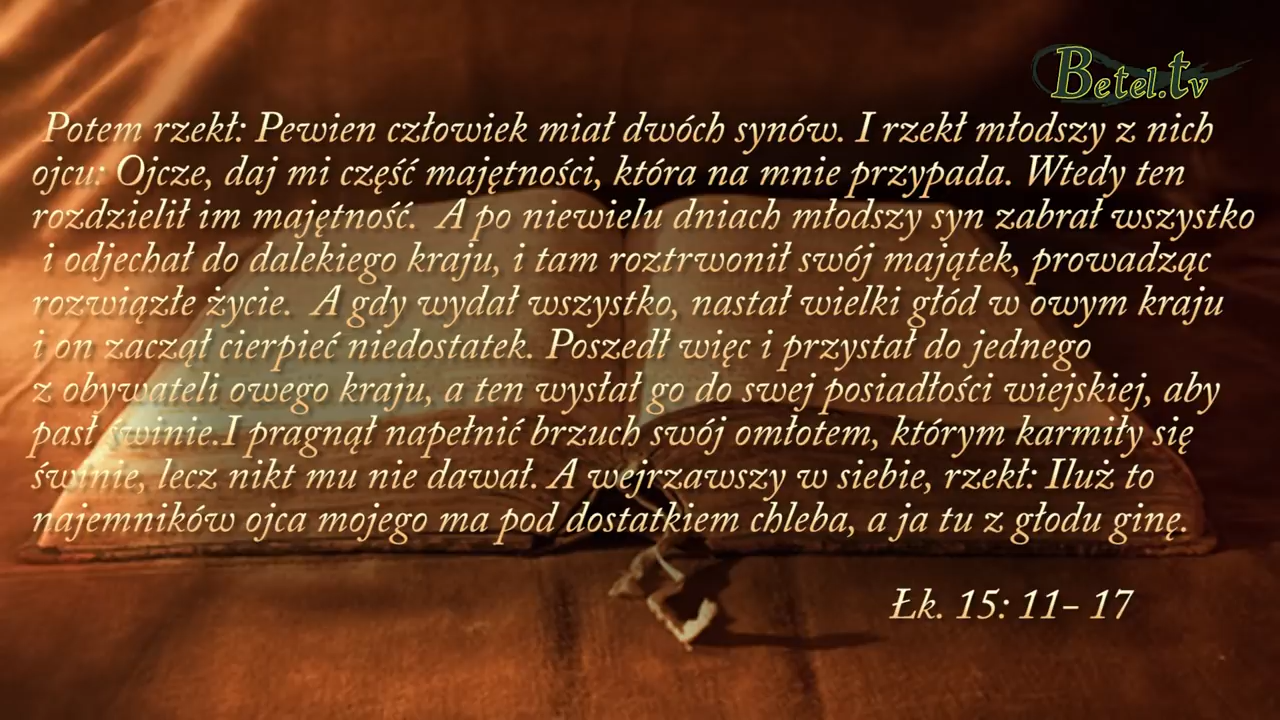 Betel.tv
Potem rzekł: Pewien człowiek miał dwóch synów. I rzekł młodszy z nich
ojcu: Ojcze, daj mi część majętności, która na mnie przypada. Wtedy ten
rozdzielił im majętność.  A po niewielu dniach młodszy syn zabrał wszystko
i odjechał do dalekiego kraju, i tam roztrwonił swój majątek, prowadząc
rozwiązłe życie.  A gdy wydał wszystko, nastał wielki głód w owym kraju
i on zaczął cierpieć niedostatek. Poszedł więc i przystał do jednego
z obywateli owego kraju, a ten wysłał go do swej posiadłości wiejskiej, aby
pasł świnie.I pragnął napełnić brzuch swój omłotem, którym karmiły się
świnie, lecz nikt mu nie dawał. A wejrzawszy w siebie, rzekł: Iluż to
najemników ojca mojego ma pod dostatkiem chleba, a ja tu z głodu ginę.
Łk. 15: 11– 17